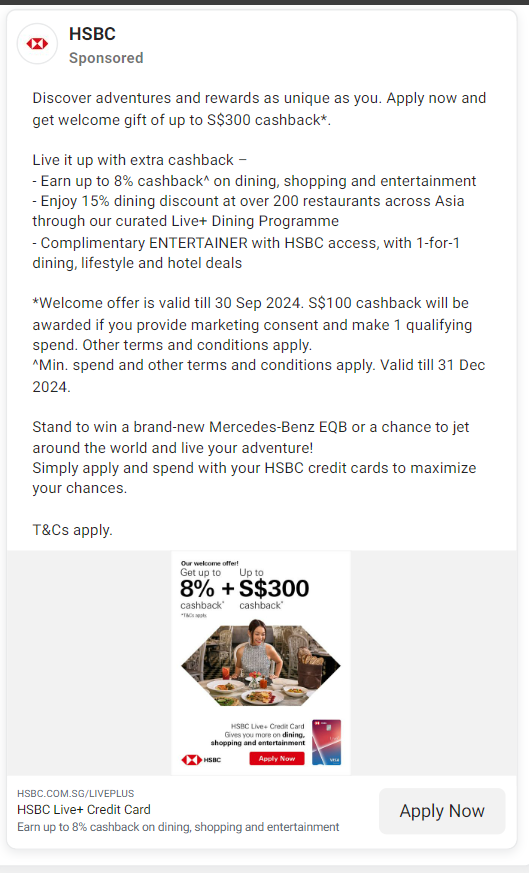 HSBC
Sponsored
Discover adventures and rewards as unique as you. Apply now and
get welcome gift of up to S$300 cashback*.
Live it up with extra cashback –
- Earn up to 8% cashback^ on dining, shopping and entertainment
- Enjoy 15% dining discount at over 200 restaurants across Asia
through our curated Live+ Dining Programme
- Complimentary ENTERTAINER with HSBC access, with 1-for-1
dining, lifestyle and hotel deals
*Welcome offer is valid till 30 Sep 2024. S$100 cashback will be
awarded if you provide marketing consent and make 1 qualifying
spend. Other terms and conditions apply.
^Min. spend and other terms and conditions apply. Valid till 31 Dec
2024.
Stand to win a brand-new Mercedes-Benz EQB or a chance to jet
around the world and live your adventure!
Simply apply and spend with your HSBC credit cards to maximize
your chances.
T&Cs apply.
Our welcome offer!
Get up to Up to
8% + S$300
cashback^ cashback*
*T&Cs apply
HSBC Live+ Credit Card
Gives you more on dining,
shopping and entertainment
HSBC
Apply Now
VISA
HSBC.COM.SG/LIVEPLUS
HSBC Live+ Credit Card
Earn up to 8% cashback on dining, shopping and entertainment
Apply Now